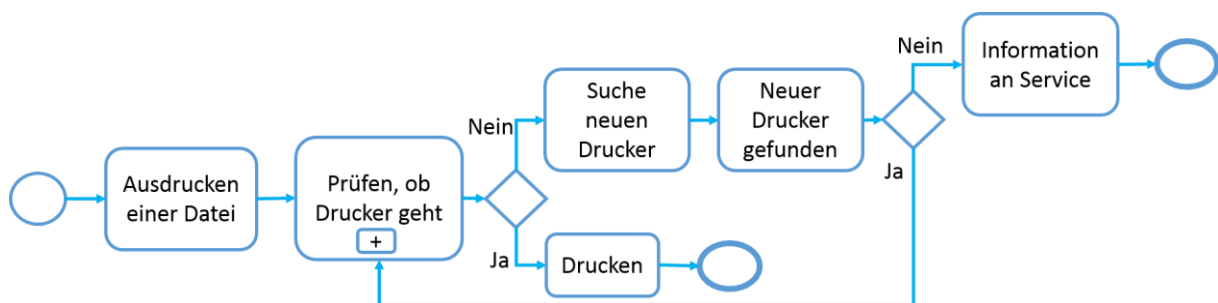 Ausdrucken
einer Datei
Prüfen, ob
Drucker geht
+
Nein
Ja
Suche
neuen
Drucker
Drucken
Neuer
Drucker
gefunden
Nein
Ja
Information
an Service